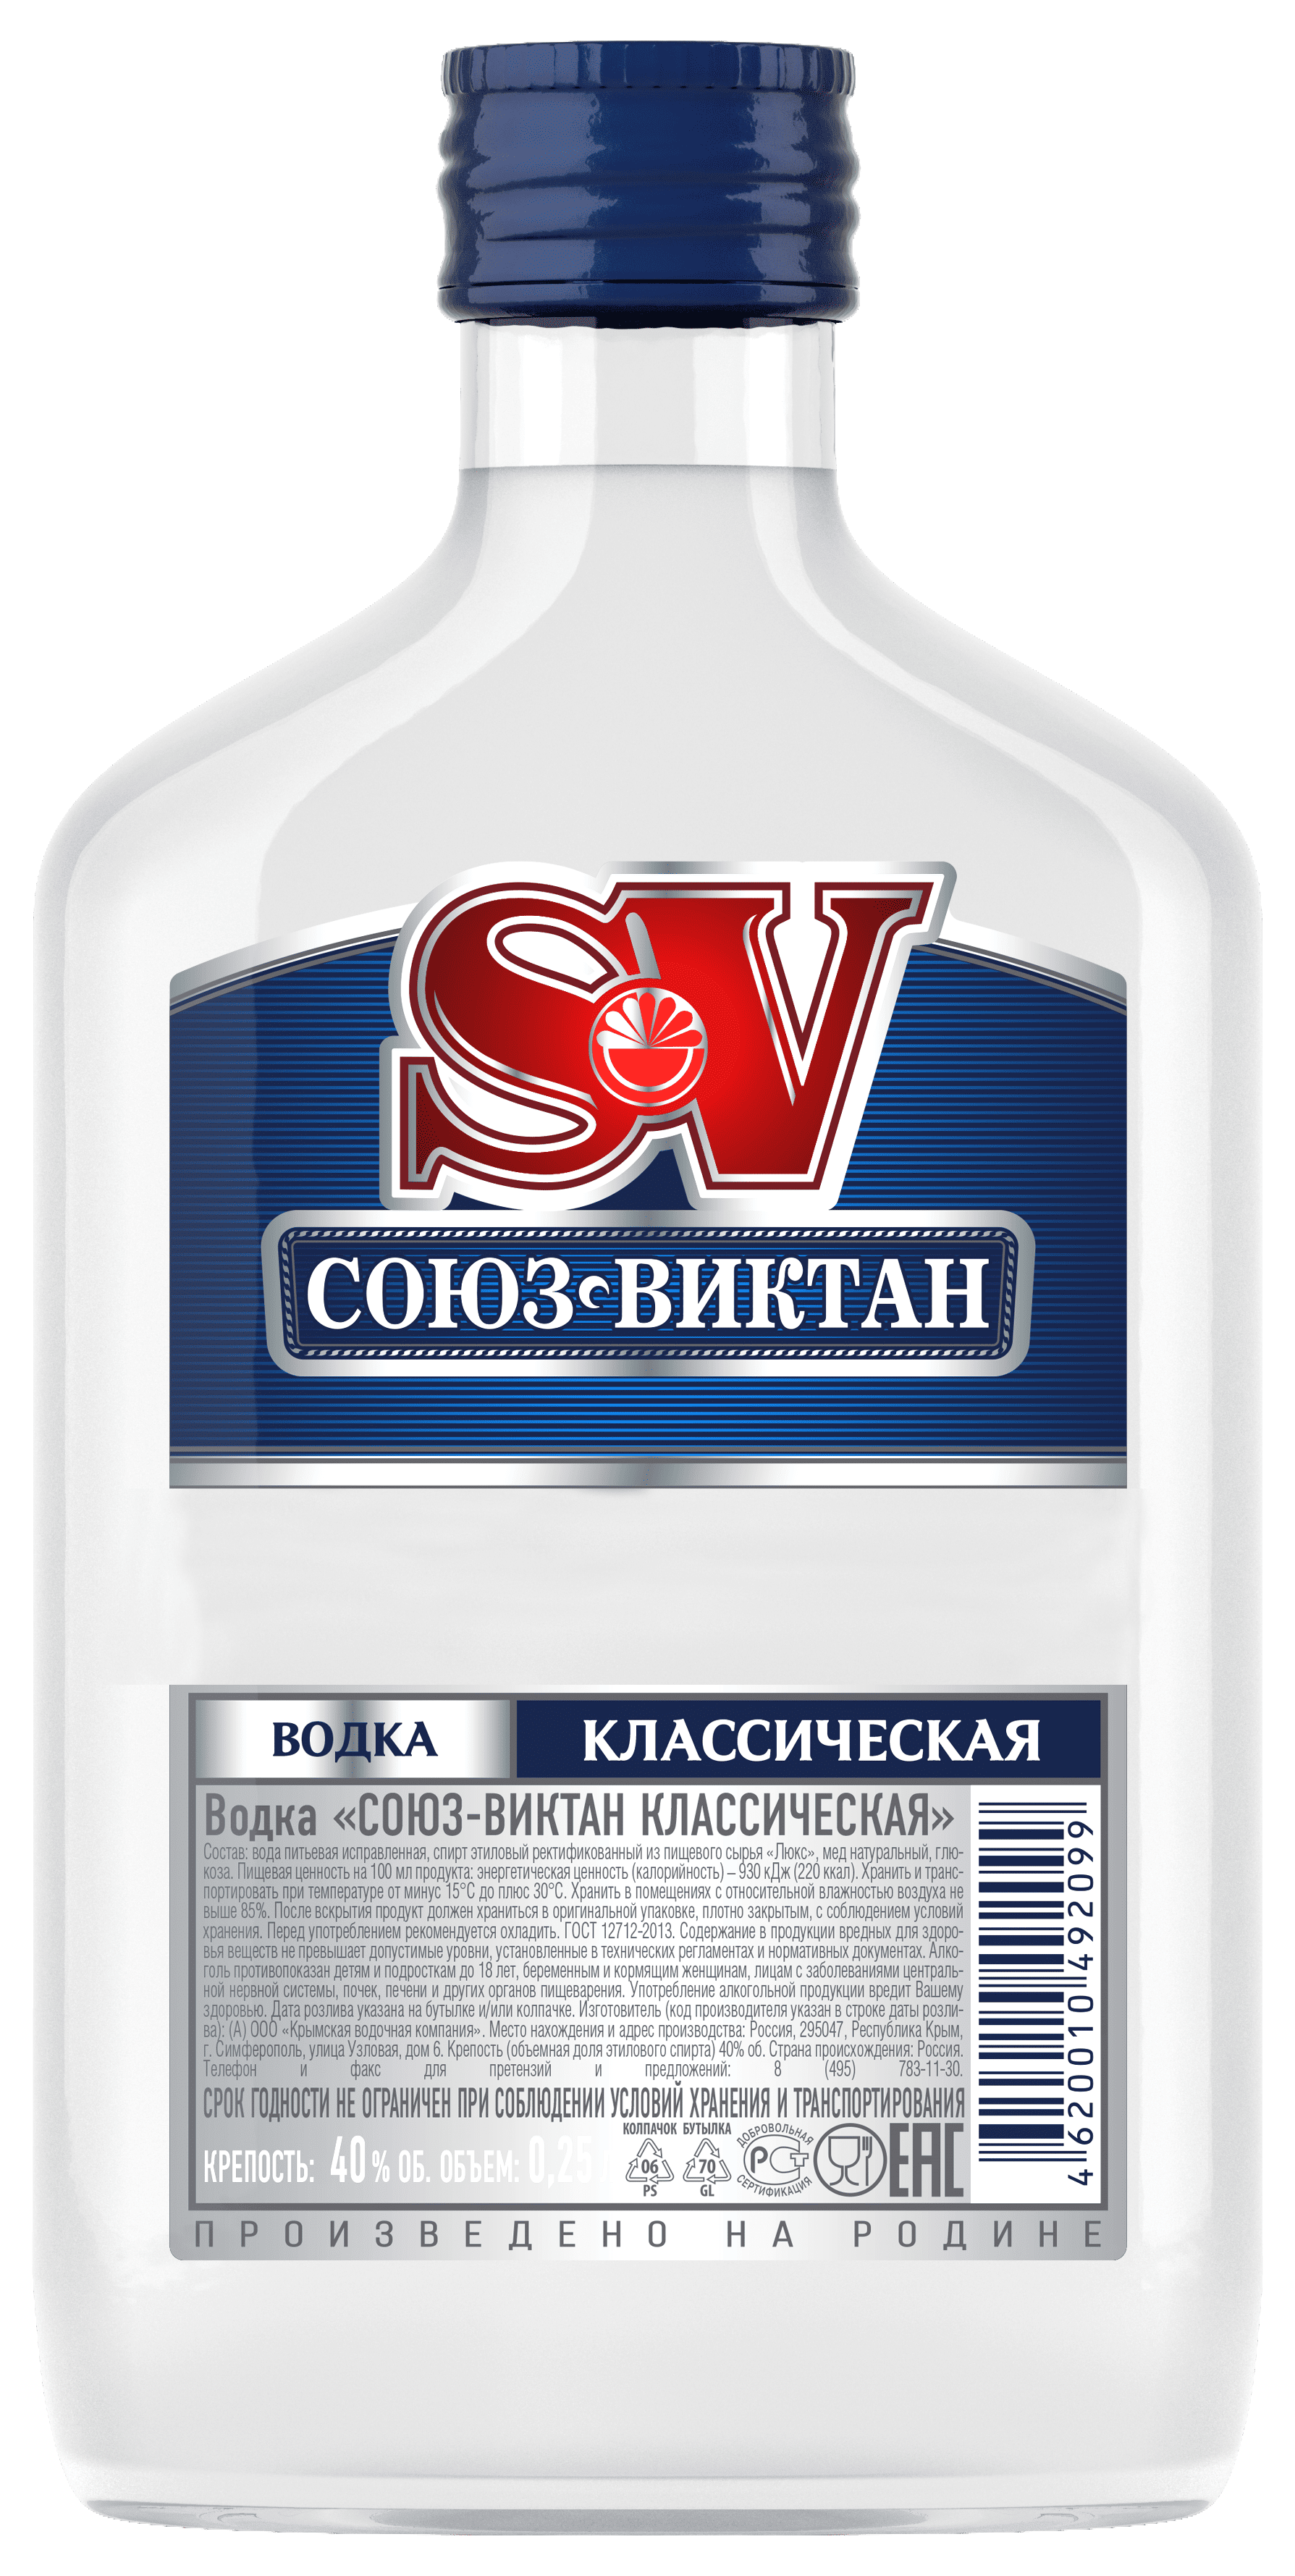 SV
СОЮЗ-ВИКТАН
ВОДКА
КЛАССИЧЕСКАЯ
Водка «СОЮЗ-ВИКТАН КЛАССИЧЕСКАЯ»
Состав: вода питьевая исправленная, спирт этиловый ректификованный из пищевого сырья «Люкс», мед натуральный, глю-
коза. Пищевая ценность на 100 мл продукта: энергетическая ценность (калорийность) – 930 кДж (220 ккал). Хранить и транс-
портировать при температуре от минус 15°С до плюс 30°С. Хранить в помещениях с относительной влажностью воздуха не
выше 85%. После вскрытия продукт должен храниться в оригинальной упаковке, плотно закрытым, с соблюдением условий
хранения. Перед употреблением рекомендуется охладить. ГОСТ 12712-2013. Содержание в продукции вредных для здоро-
вья веществ не превышает допустимые уровни, установленные в технических регламентах и нормативных документах. Алко-
голь противопоказан детям и подросткам до 18 лет, беременным и кормящим женщинам, лицам с заболеваниями централь-
ной нервной системы, почек, печени и других органов пищеварения. Употребление алкогольной продукции вредит Вашему
здоровью. Дата розлива указана на бутылке и/или колпачке. Изготовитель (код производителя указан в строке даты розли-
ва): (А) ООО «Крымская водочная компания». Место нахождения и адрес производства: Россия, 295047, Республика Крым,
г. Симферополь, улица Узловая, дом 6. Крепость (объемная доля этилового спирта) 40% об. Страна происхождения: Россия.
Телефон и факс для претензий и предложений: 8 (495) 783-11-30.
СРОК ГОДНОСТИ НЕ ОГРАНИЧЕН ПРИ СОБЛЮДЕНИИ УСЛОВИЙ ХРАНЕНИЯ И ТРАНСПОРТИРОВАНИЯ
КРЕПОСТЬ: 40% ОБ. ОБЪЕМ: 0,25
КОЛПАЧОК БУТЫЛКА
06
PS
70
GL
ДОБРОВОЛЬНАЯ
РСТ
СЕРТИФИКАЦИЯ
EAC
4 620010 492099
ПРОИЗВЕДЕНО НА РОДИНЕ